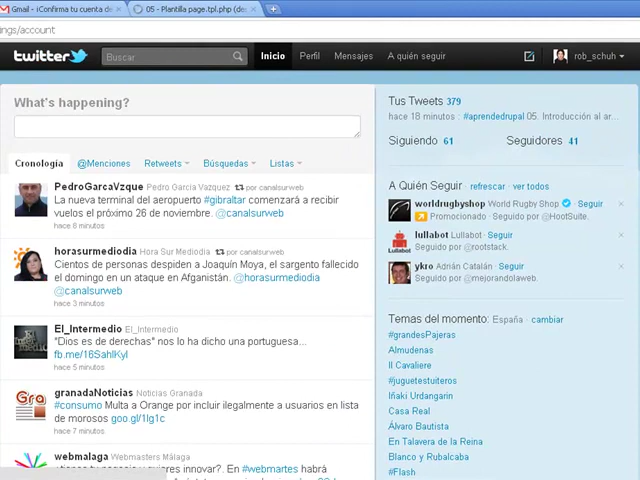 Gmail - ¡Confirma tu cuenta de
05 - Plantilla page.tpl.php (de
ings/account
twitter
Buscar
Inicio Perfil Mensajes A quién seguir
rob_schuh
What's happening?
Cronología @Menciones Retweets Búsquedas Listas
PedroGarcaVzque Pedro Garcia Vazquez por canalsurweb
La nueva terminal del aeropuerto #gibraltar comenzará a recibir
vuelos el próximo 26 de noviembre. @canalsurweb
hace 6 minutos
horasurmediodia Hora Sur Mediodia por canalsurweb
Cientos de personas despiden a Joaquín Moya, el sargento fallecido
el domingo en un ataque en Afganistán. @horasurmediodia
@canalsurweb
hace 3 minutos
El_Intermedio El_Intermedio
"Dios es de derechas" nos lo ha dicho una portuguesa...
fb.me/16SahIKyl
hace 5 minutos
granadaNoticias Noticias Granada
#consumo Multa a Orange por incluir ilegalmente a usuarios en lista
de morosos goo.gl/1Ig1c
hace 7 minutos
webmalaga Webmasters Málaga
innovar?. En #webmartes habrá
Tus Tweets 379
hace 18 minutos : #aprendedrupal 05. Introducción al ar...
Siguiendo 61 Seguidores 41
A Quién Seguir · refrescar · ver todos
worldrugbyshop World Rugby Shop · Seguir
Promocionado · Seguido por @HootSuite.
lullabot Lullabot · Seguir
Seguido por @rootstack.
ykro Adrián Catalán · Seguir
Seguido por @mejorandolaweb.
Temas del momento: España · cambiar
#grandesPajeras
Almudenas
Il Cavaliere
#juguetestuiteros
Iñaki Urdangarin
Casa Real
Álvaro Bautista
En Talavera de la Reina
Blanco y Rubalcaba
#Flash